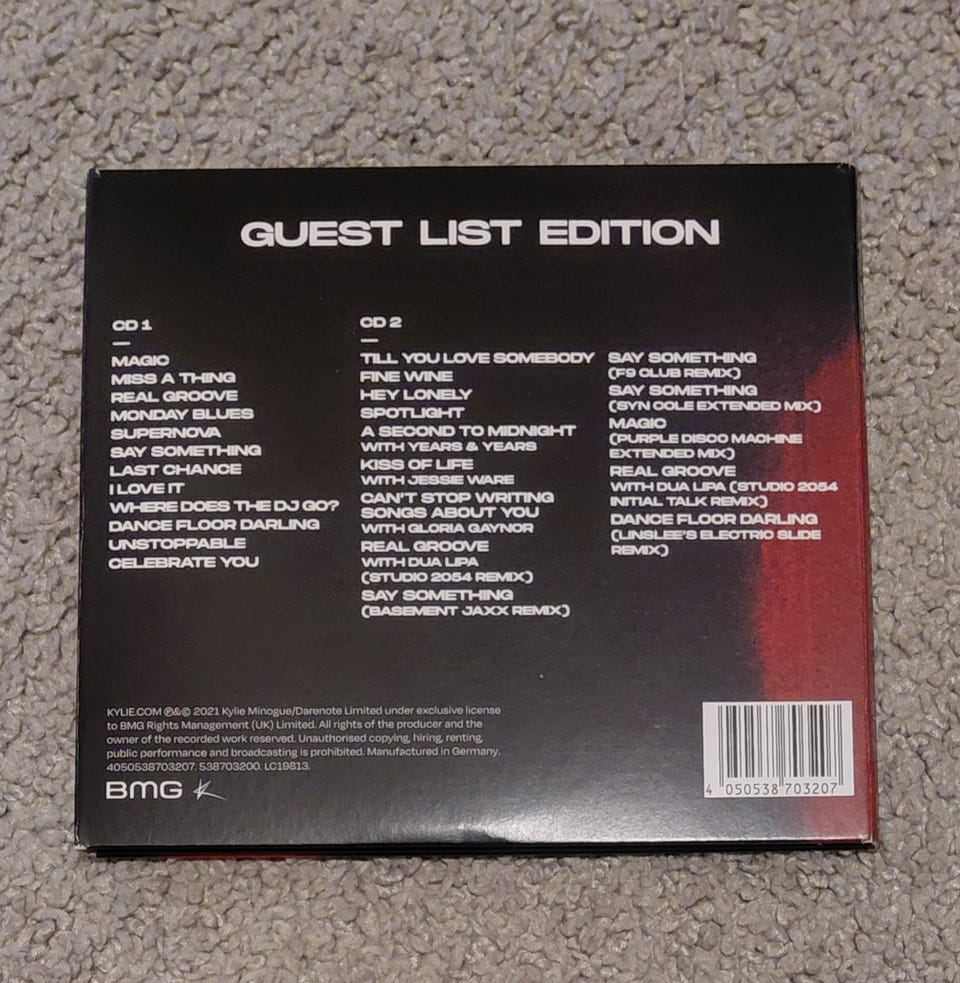 GUEST LIST EDITION
CD 1
—
MAGIC
MISS A THING
REAL GROOVE
MONDAY BLUES
SUPERNOVA
SAY SOMETHING
LAST CHANCE
I LOVE IT
WHERE DOES THE DJ GO?
DANCE FLOOR DARLING
UNSTOPPABLE
CELEBRATE YOU
CD 2
—
TILL YOU LOVE SOMEBODY
FINE WINE
HEY LONELY
SPOTLIGHT
A SECOND TO MIDNIGHT
WITH YEARS & YEARS
KISS OF LIFE
WITH JESSIE WARE
CAN'T STOP WRITING
SONGS ABOUT YOU
WITH GLORIA GAYNOR
REAL GROOVE
WITH DUA LIPA
(STUDIO 2054 REMIX)
SAY SOMETHING
(BASEMENT JAXX REMIX)
SAY SOMETHING
(F9 CLUB REMIX)
SAY SOMETHING
(SYN COLE EXTENDED MIX)
MAGIC
(PURPLE DISCO MACHINE
EXTENDED MIX)
REAL GROOVE
WITH DUA LIPA (STUDIO 2054
INITIAL TALK REMIX)
DANCE FLOOR DARLING
(LINSLEE'S ELECTRIC SLIDE
REMIX)
KYLIE.COM ℗&© 2021 Kylie Minogue/Darenote Limited under exclusive license
to BMG Rights Management (UK) Limited. All rights of the producer and the
owner of the recorded work reserved. Unauthorised copying, hiring, renting,
public performance and broadcasting is prohibited. Manufactured in Germany.
4050538703207. 538703200. LC19813.
BMG K
4 050538 703207